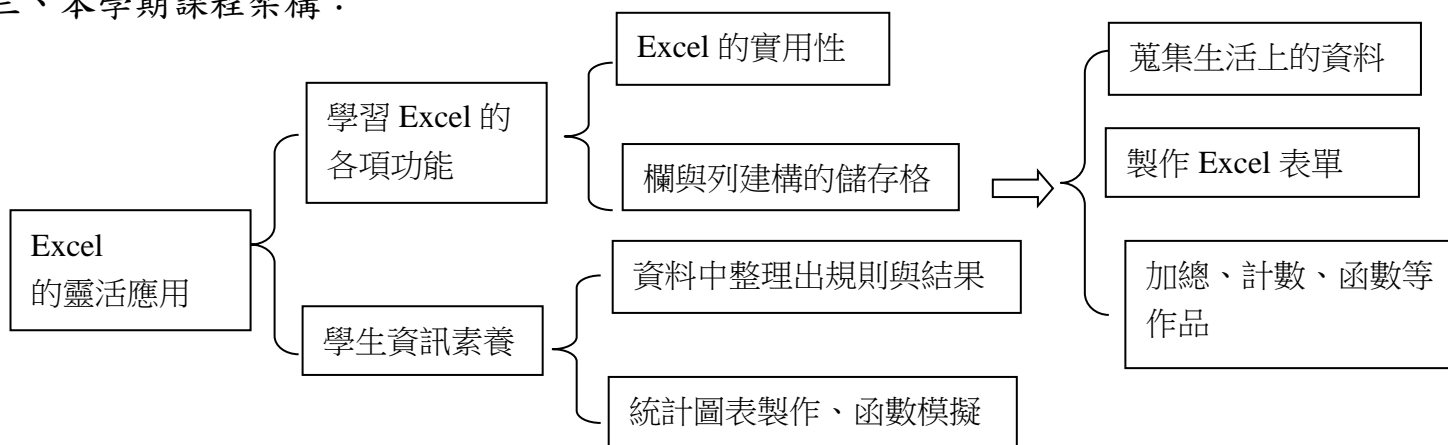 三、本學期課程架構：
Excel
的靈活應用
學習 Excel 的
各項功能
學生資訊素養
Excel 的實用性
欄與列建構的儲存格
資料中整理出規則與結果
統計圖表製作、函數模擬
蒐集生活上的資料
製作 Excel 表單
加總、計數、函數等
作品